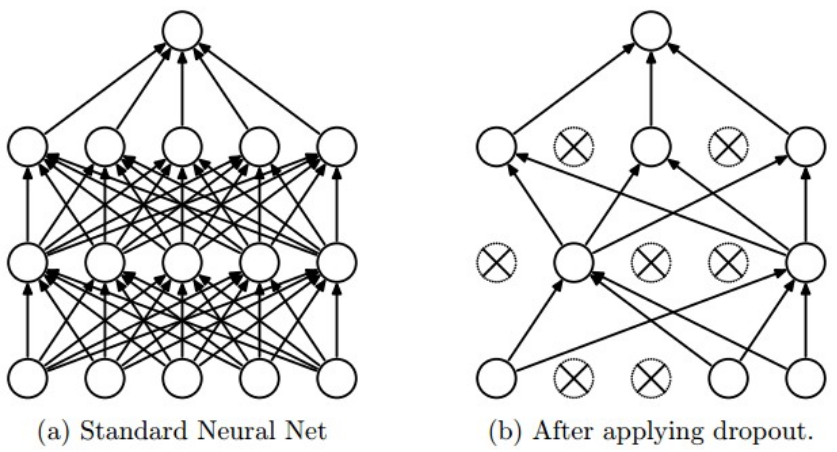 (a) Standard Neural Net
(b) After applying dropout.